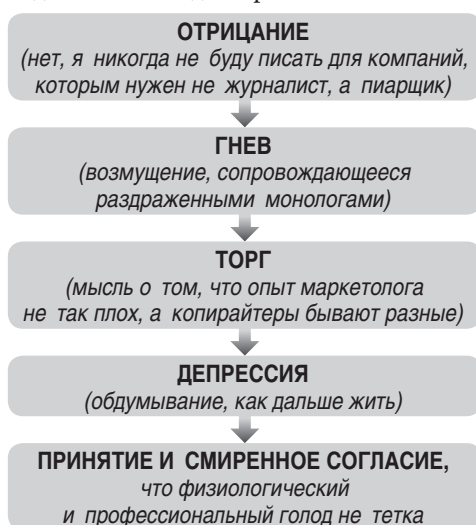 ОТРИЦАНИЕ
(нет, я никогда не буду писать для компаний,
которым нужен не журналист, а пиарщик)
ГНЕВ
(возмущение, сопровождающееся
раздраженными монологами)
ТОРГ
(мысль о том, что опыт маркетолога
не так плох, а копирайтеры бывают разные)
ДЕПРЕССИЯ
(обдумывание, как дальше жить)
ПРИНЯТИЕ И СМИРЕННОЕ СОГЛАСИЕ,
что физиологический
и профессиональный голод не тетка